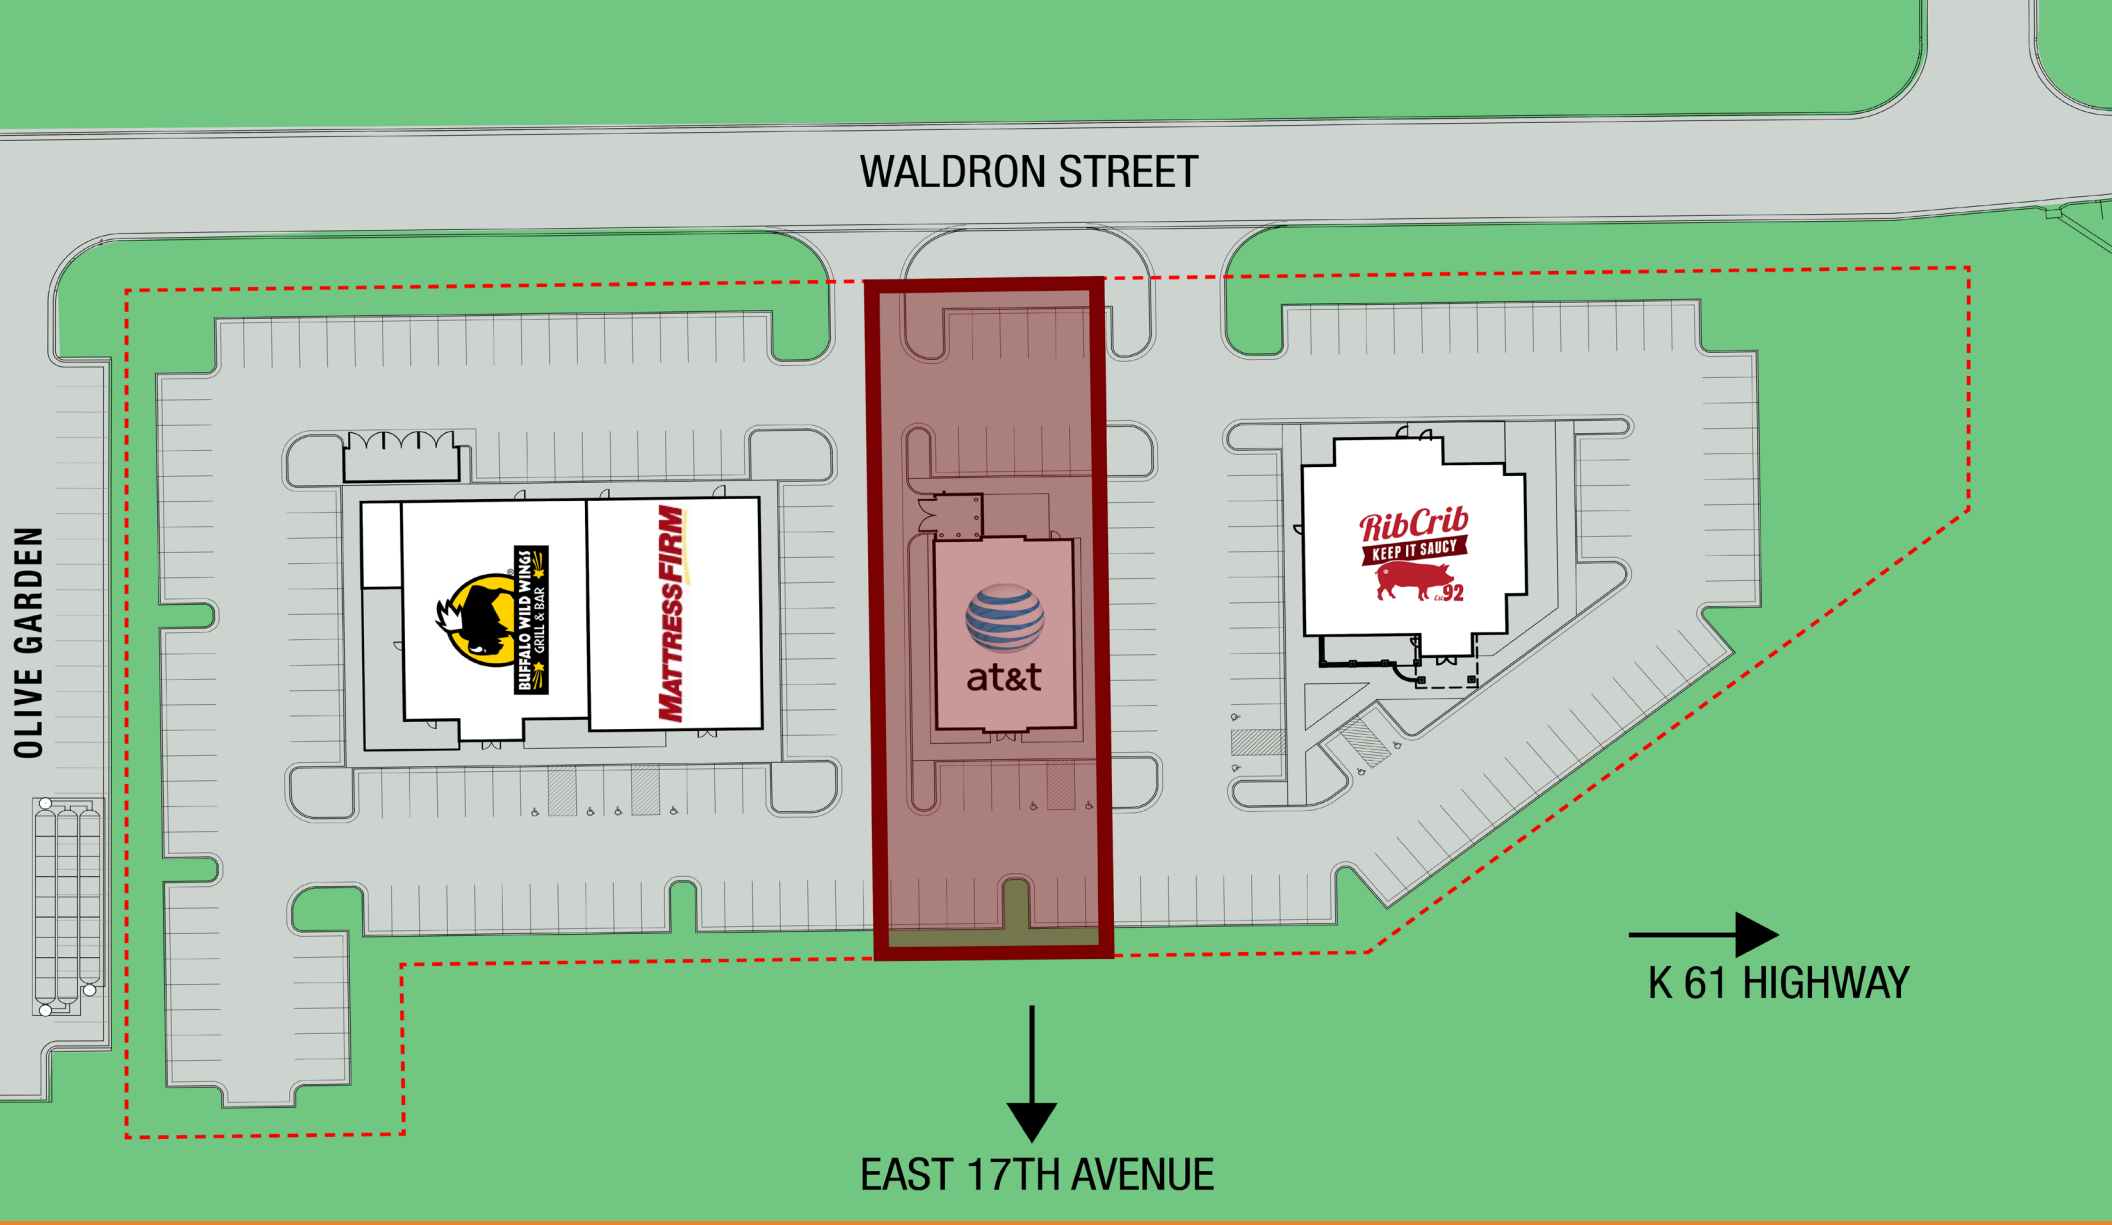 WALDRON STREET
OLIVE GARDEN
BUFFALO WILD WINGS
GRILL & BAR
®
MATTRESSFIRM
at&t
RibCrib
KEEP IT SAUCY
Est. 92
K 61 HIGHWAY
EAST 17TH AVENUE